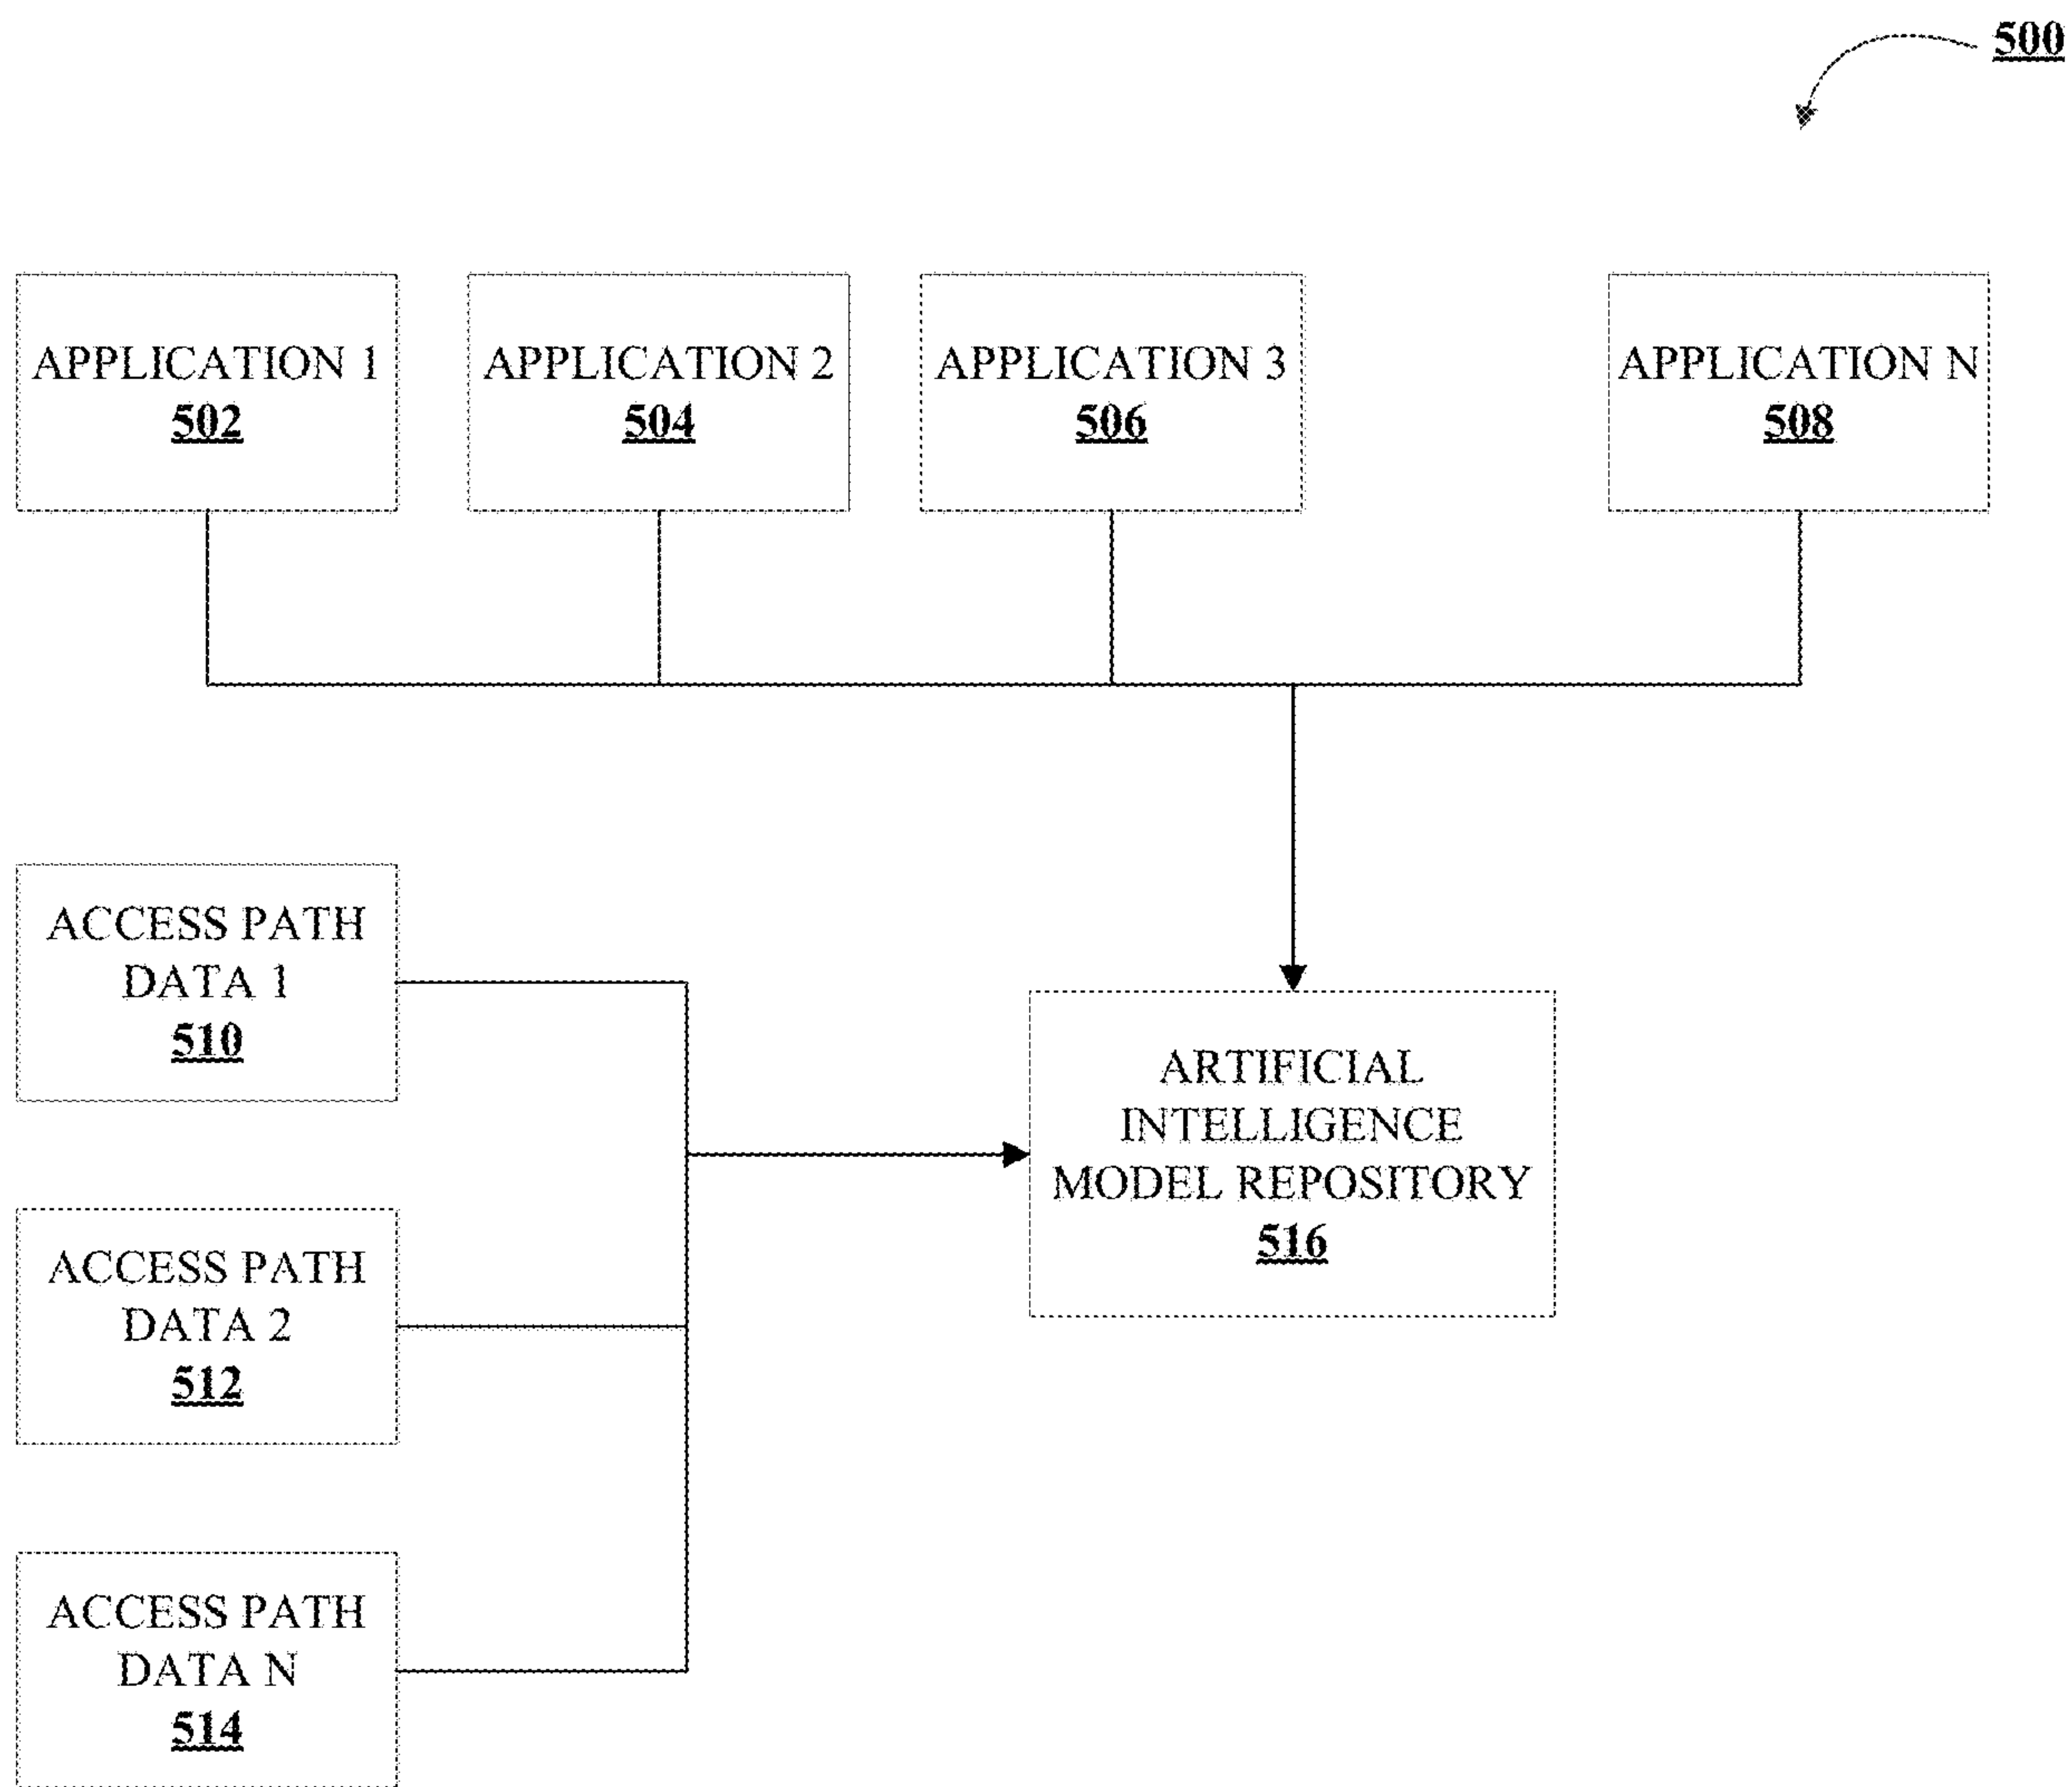 500
APPLICATION 1
502
APPLICATION 2
504
APPLICATION 3
506
APPLICATION N
508
ACCESS PATH
DATA 1
510
ACCESS PATH
DATA 2
512
ACCESS PATH
DATA N
514
ARTIFICIAL
INTELLIGENCE
MODEL REPOSITORY
516